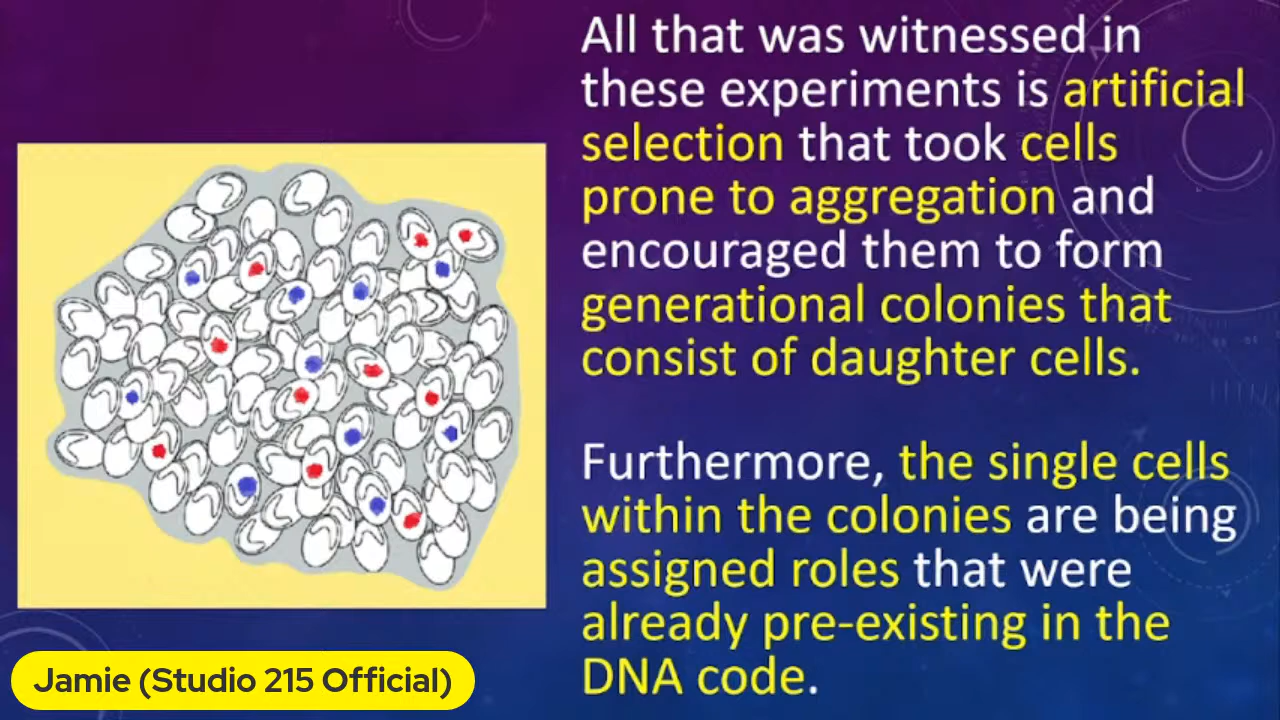 All that was witnessed in
these experiments is artificial
selection that took cells
prone to aggregation and
encouraged them to form
generational colonies that
consist of daughter cells.
Furthermore, the single cells
within the colonies are being
assigned roles that were
already pre-existing in the
DNA code.
Jamie (Studio 215 Official)